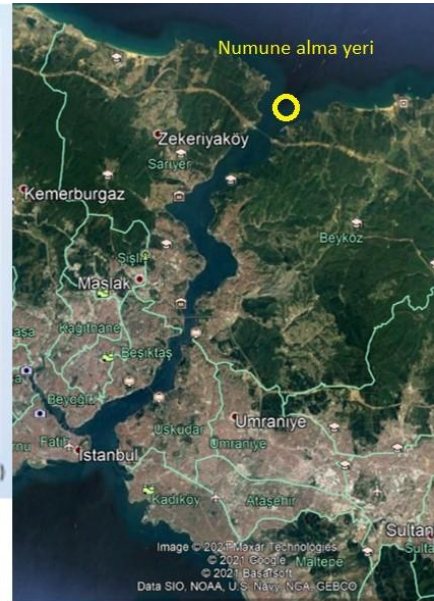 Numune alma yeri
Zekeriyaköy
Sarıyer
Kemerburgaz
Beykoz
Şişli
Maslak
Kağıthane
Beşiktaş
Beyoğlu
Üsküdar
Ümraniye
Ümraniye
Fatih
İstanbul
Kadıköy
Ataşehir
Sultan
Sulta
Maltepe
Image © 2021 Maxar Technologies
© 2021 Google
© 2021 Basarsoft
Data SIO, NOAA, U.S. Navy, NGA, GEBCO